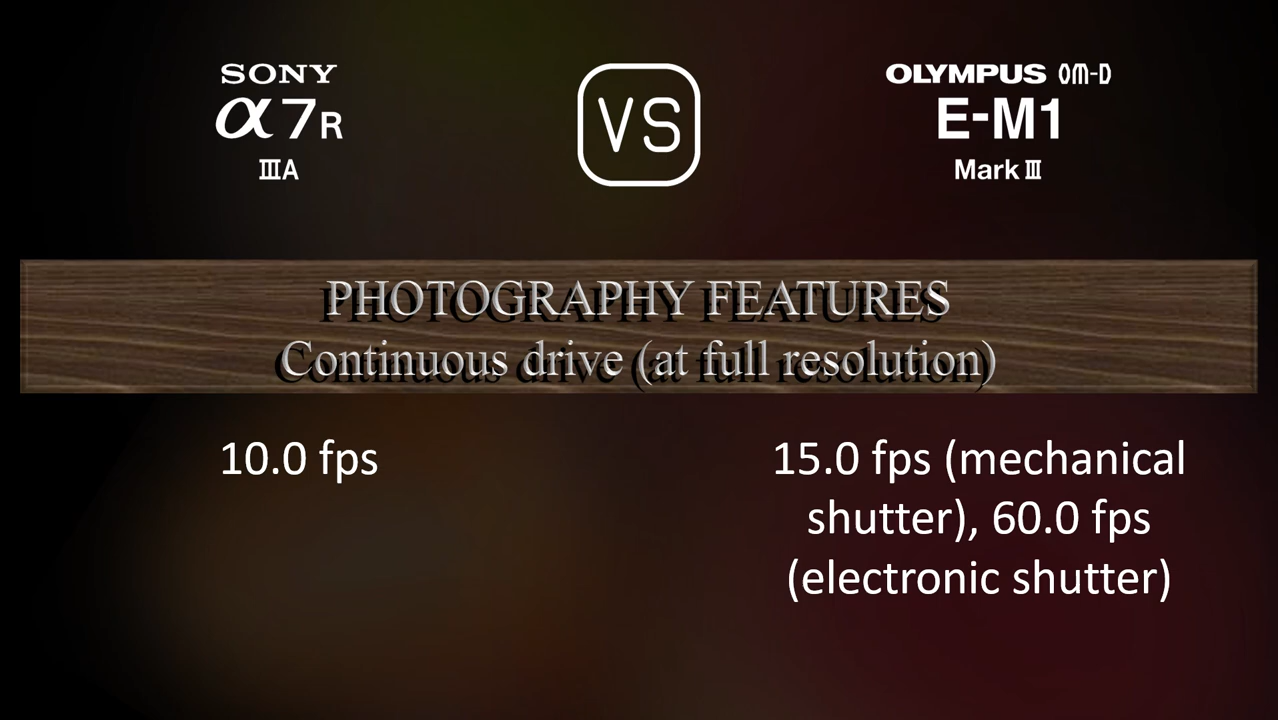 SONY
α7R
IIIA
VS
OLYMPUS OM-D
E-M1
Mark III
PHOTOGRAPHY FEATURES
Continuous drive (at full resolution)
10.0 fps
15.0 fps (mechanical
shutter), 60.0 fps
(electronic shutter)